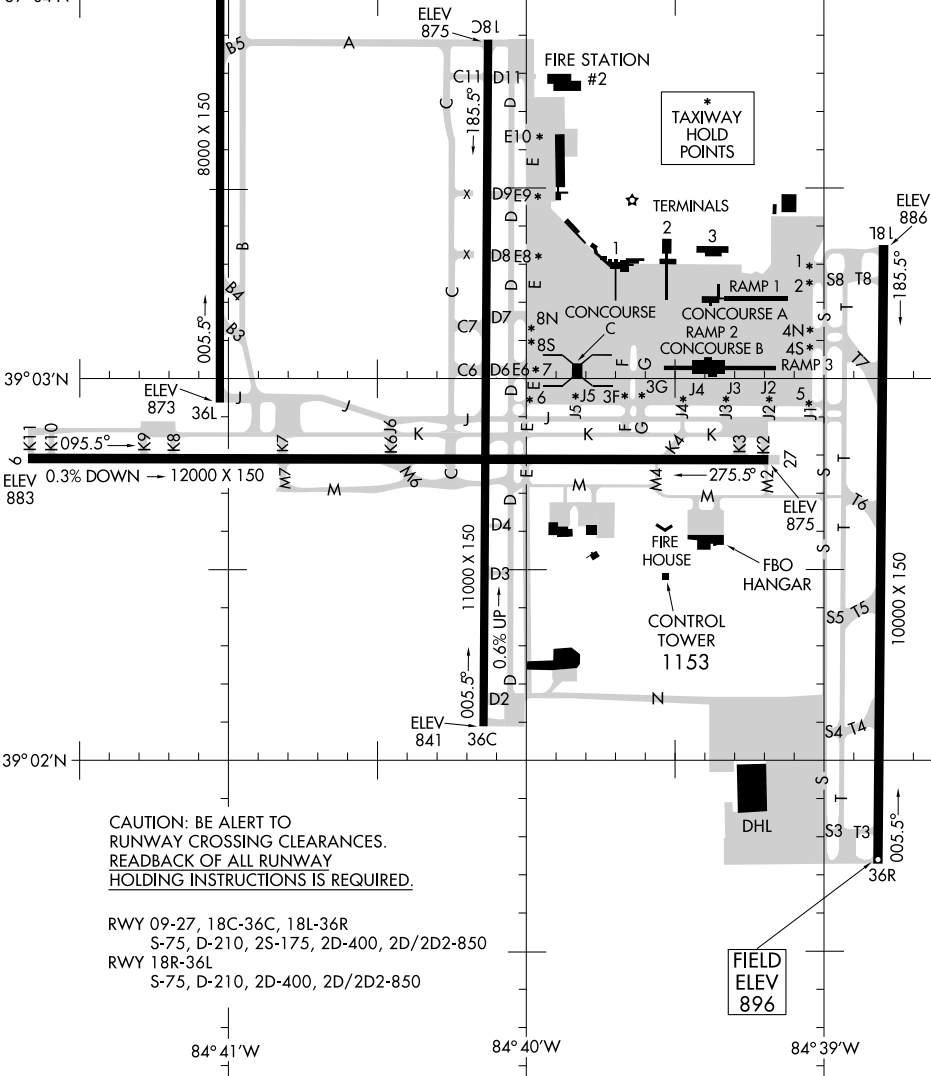 ELEV
875
18C
B5
A
FIRE STATION
#2
C11
D11
*
TAXIWAY
HOLD
POINTS
8000 X 150
C
D
185.5°
E10 *
E
X
D9
E9 *
TERMINALS
ELEV
886
18L
D
1
2
3
B
X
D8
E8 *
1 *
2 *
S8
T8
185.5°
B4
C
D
E
RAMP 1
CONCOURSE A
S
T
005.5°
C7
D7
8N
*
CONCOURSE
C
RAMP 2
4N *
B3
8S
*
CONCOURSE B
4S *
T7
39°03'N
C6
D6
E6
*7
F
G
RAMP 3
ELEV
873
36L
J
J
E
* 6
J5
J5
3F *
3G
*
J4
J4
J3
J3
J2
J2
5
*
J1
J
E
J
F
G
K11
K10
095.5°
K9
K8
K7
K6
J6
K
K
K4
K
K3
K2
27
ELEV
883
0.3% DOWN
12000 X 150
M7
M
M6
C
E
M
M4
275.5°
M2
S
T
M
D
ELEV
875
T6
D4
11000 X 150
FIRE
HOUSE
FBO
HANGAR
S
T
D3
CONTROL
TOWER
1153
10000 X 150
0.6% UP
S5
T5
005.5°
D
D2
N
ELEV
841
36C
S4
T4
39°02'N
S
T
DHL
S3
T3
005.5°
36R
CAUTION: BE ALERT TO
RUNWAY CROSSING CLEARANCES.
READBACK OF ALL RUNWAY
HOLDING INSTRUCTIONS IS REQUIRED.
RWY 09-27, 18C-36C, 18L-36R
S-75, D-210, 2S-175, 2D-400, 2D/2D2-850
RWY 18R-36L
S-75, D-210, 2D-400, 2D/2D2-850
FIELD
ELEV
896
84°41'W
84°40'W
84°39'W